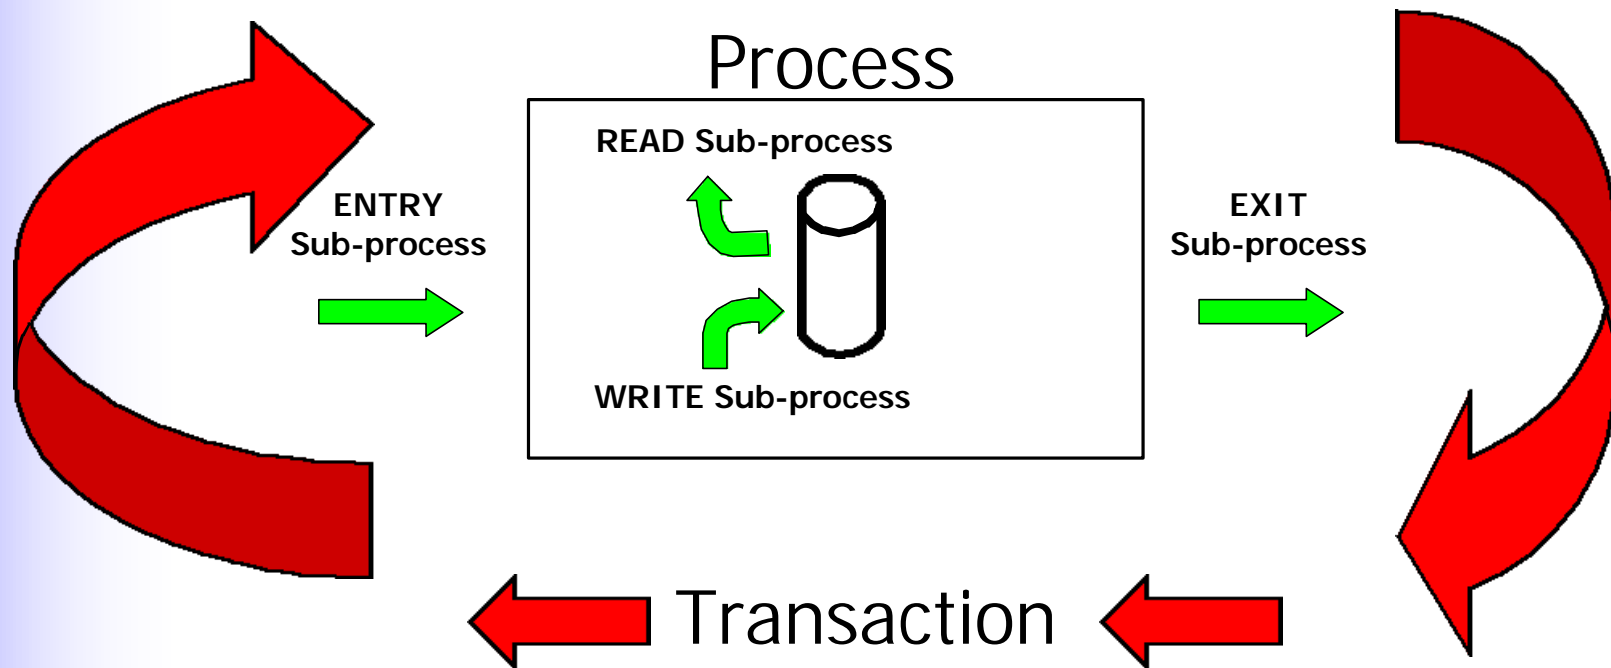 Process
READ Sub-process
ENTRY
Sub-process
EXIT
Sub-process
WRITE Sub-process
Transaction